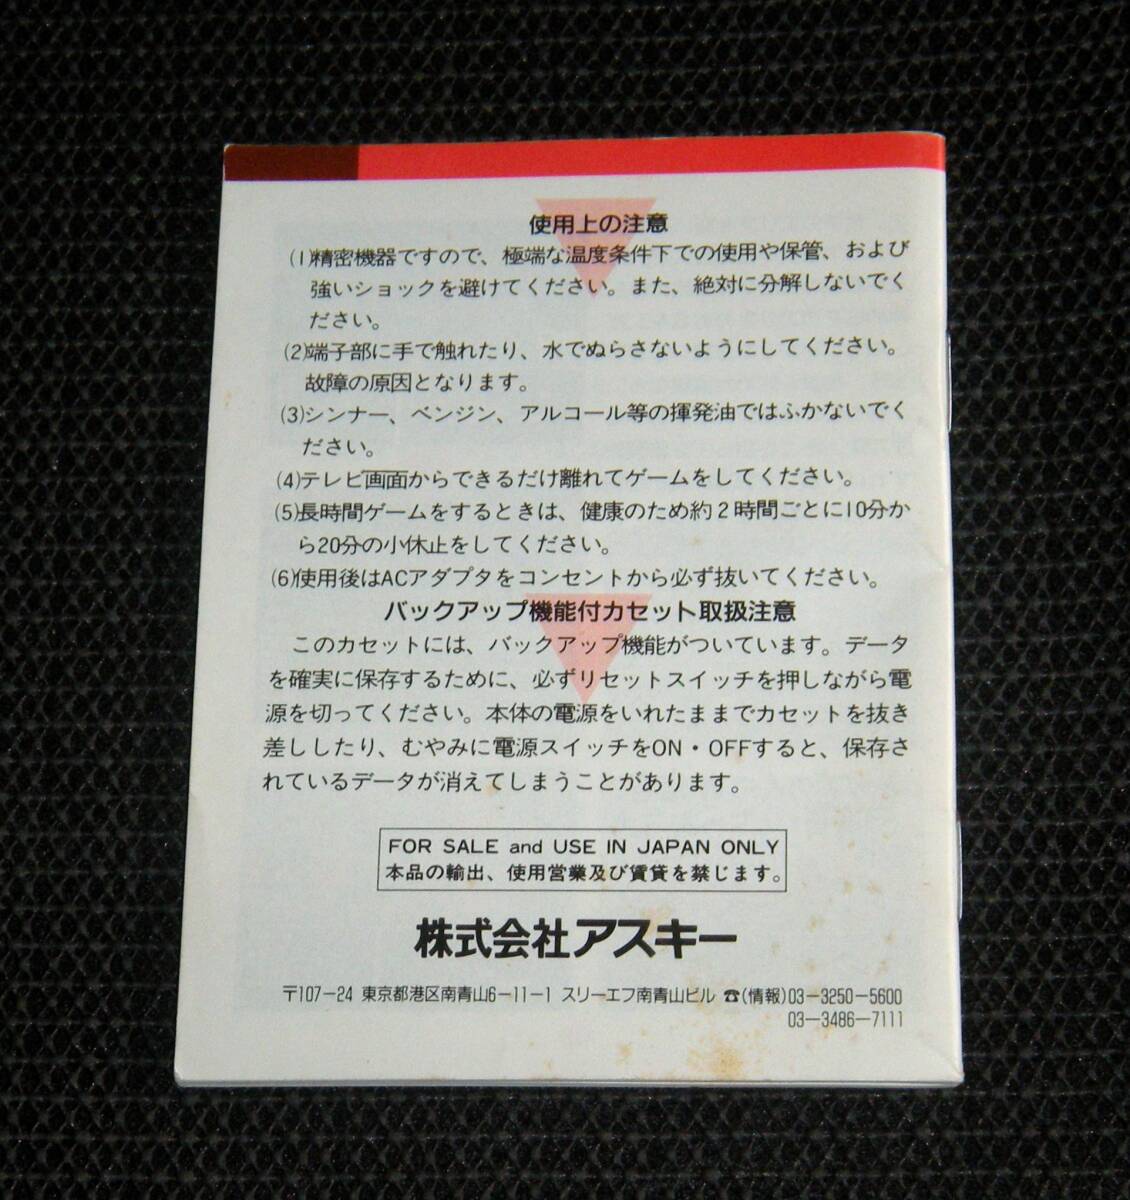 使用上の注意
(1)精密機器ですので、極端な温度条件下での使用や保管、および
強いショックを避けてください。また、絶対に分解しないでく
ださい。
(2)端子部に手で触れたり、水でぬらさないようにしてください。
故障の原因となります。
(3)シンナー、ベンジン、アルコール等の揮発油ではふかないでく
ださい。
(4)テレビ画面からできるだけ離れてゲームをしてください。
(5)長時間ゲームをするときは、健康のため約2時間ごとに10分か
ら20分の小休止をしてください。
(6)使用後はACアダプタをコンセントから必ず抜いてください。
バックアップ機能付カセット取扱注意
このカセットには、バックアップ機能がついています。データ
を確実に保存するために、必ずリセットスイッチを押しながら電
源を切ってください。本体の電源をいれたままでカセットを抜き
差ししたり、むやみに電源スイッチをON・OFFすると、保存さ
れているデータが消えてしまうことがあります。
FOR SALE and USE IN JAPAN ONLY
本品の輸出、使用営業及び賃貸を禁じます。
株式会社アスキー
〒107-24 東京都港区南青山6-11-1 スリーエフ南青山ビル ☎(情報)03-3250-5600
03-3486-7111